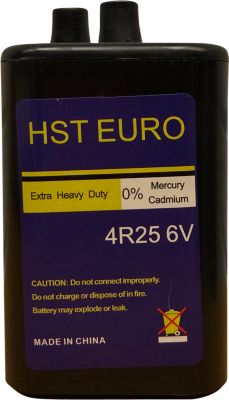 HST EURO
Extra Heavy Duty 0% Mercury
Cadmium
4R25 6V
CAUTION: Do not connect improperly.
Do not charge or dispose of in fire.
Battery may explode or leak.
MADE IN CHINA